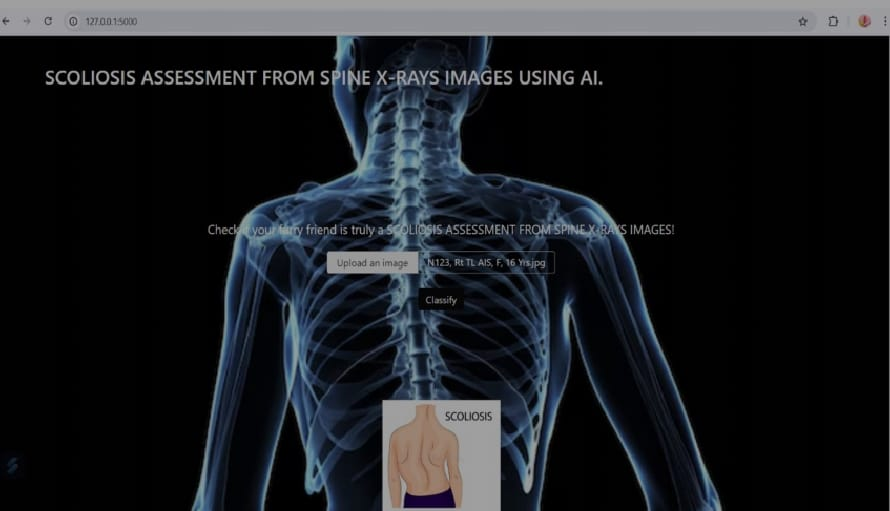 127.0.0.1:5000
SCOLIOSIS ASSESSMENT FROM SPINE X-RAYS IMAGES USING AI.
Check if your furry friend is truly a SCOLIOSIS ASSESSMENT FROM SPINE X-RAYS IMAGES!
Upload an image N123, Rt TL AIS, F, 16 Yrs.jpg
Classify
SCOLIOSIS